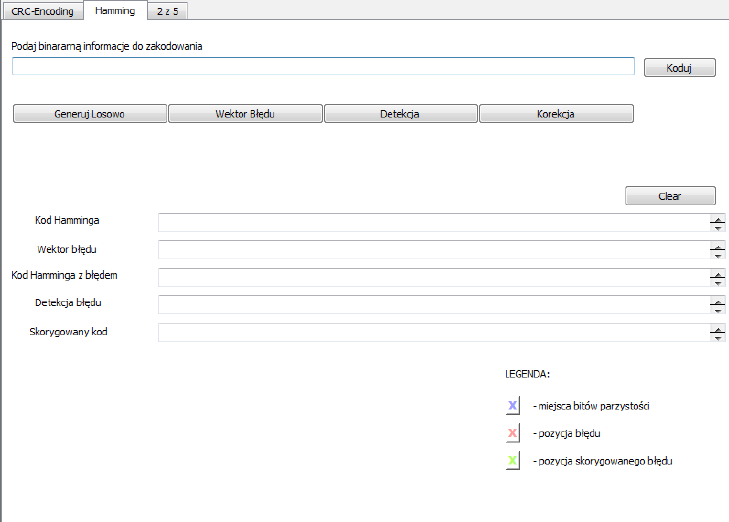 CRC-Encoding Hamming 2 z 5
Podaj binararną informacje do zakodowania
Koduj
Generuj Losowo Wektor Błędu Detekcja Korekcja
Clear
Kod Hamminga
Wektor błędu
Kod Hamminga z błędem
Detekcja błędu
Skorygowany kod
LEGENDA:
X - miejsca bitów parzystości
X - pozycja błędu
X - pozycja skorygowanego błędu